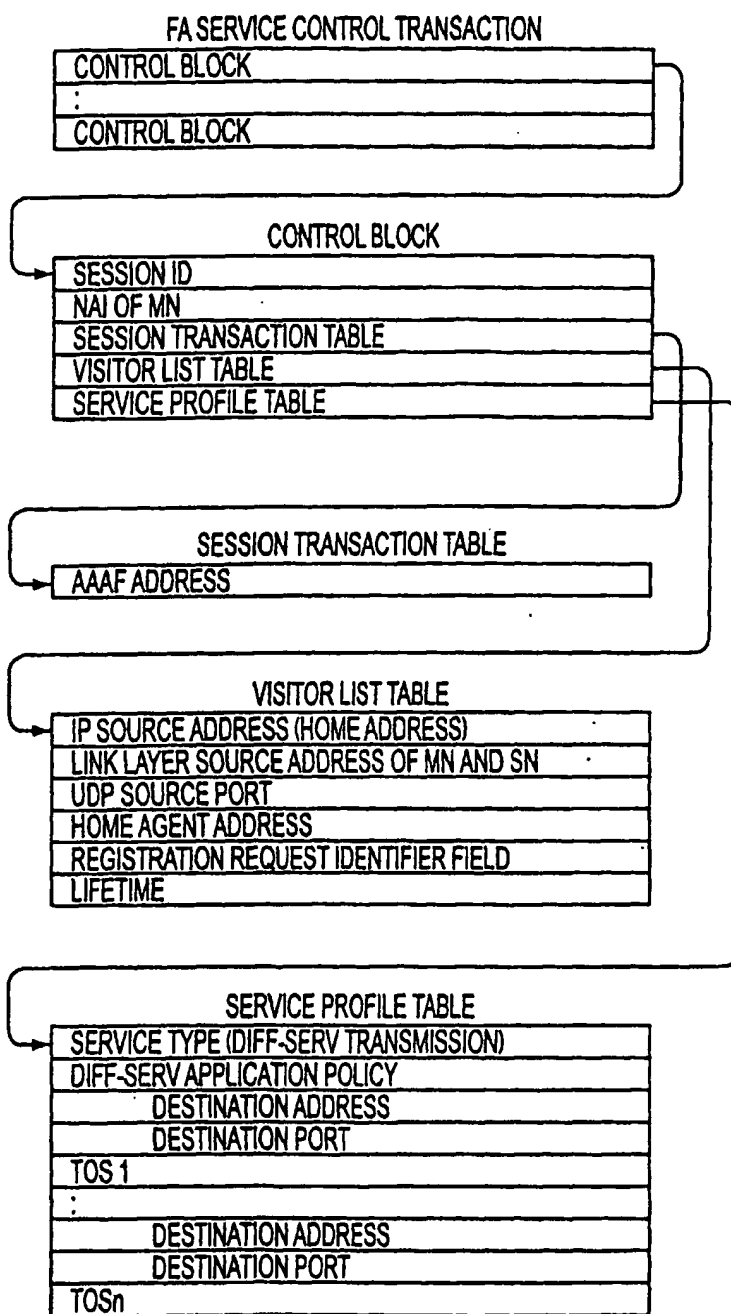 FA SERVICE CONTROL TRANSACTION
CONTROL BLOCK
:
CONTROL BLOCK
CONTROL BLOCK
SESSION ID
NAI OF MN
SESSION TRANSACTION TABLE
VISITOR LIST TABLE
SERVICE PROFILE TABLE
SESSION TRANSACTION TABLE
AAAF ADDRESS
VISITOR LIST TABLE
IP SOURCE ADDRESS (HOME ADDRESS)
LINK LAYER SOURCE ADDRESS OF MN AND SN
UDP SOURCE PORT
HOME AGENT ADDRESS
REGISTRATION REQUEST IDENTIFIER FIELD
LIFETIME
SERVICE PROFILE TABLE
SERVICE TYPE (DIFF-SERV TRANSMISSION)
DIFF-SERV APPLICATION POLICY
DESTINATION ADDRESS
DESTINATION PORT
TOS 1
:
DESTINATION ADDRESS
DESTINATION PORT
TOSn